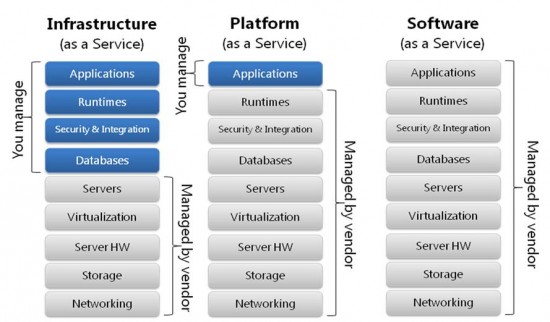 Infrastructure
(as a Service)
You manage
Applications
Runtimes
Security & Integration
Databases
Servers
Virtualization
Server HW
Storage
Networking
Managed by vendor
Platform
(as a Service)
You manage
Applications
Runtimes
Security & Integration
Databases
Servers
Virtualization
Server HW
Storage
Networking
Managed by vendor
Software
(as a Service)
Applications
Runtimes
Security & Integration
Databases
Servers
Virtualization
Server HW
Storage
Networking
Managed by vendor